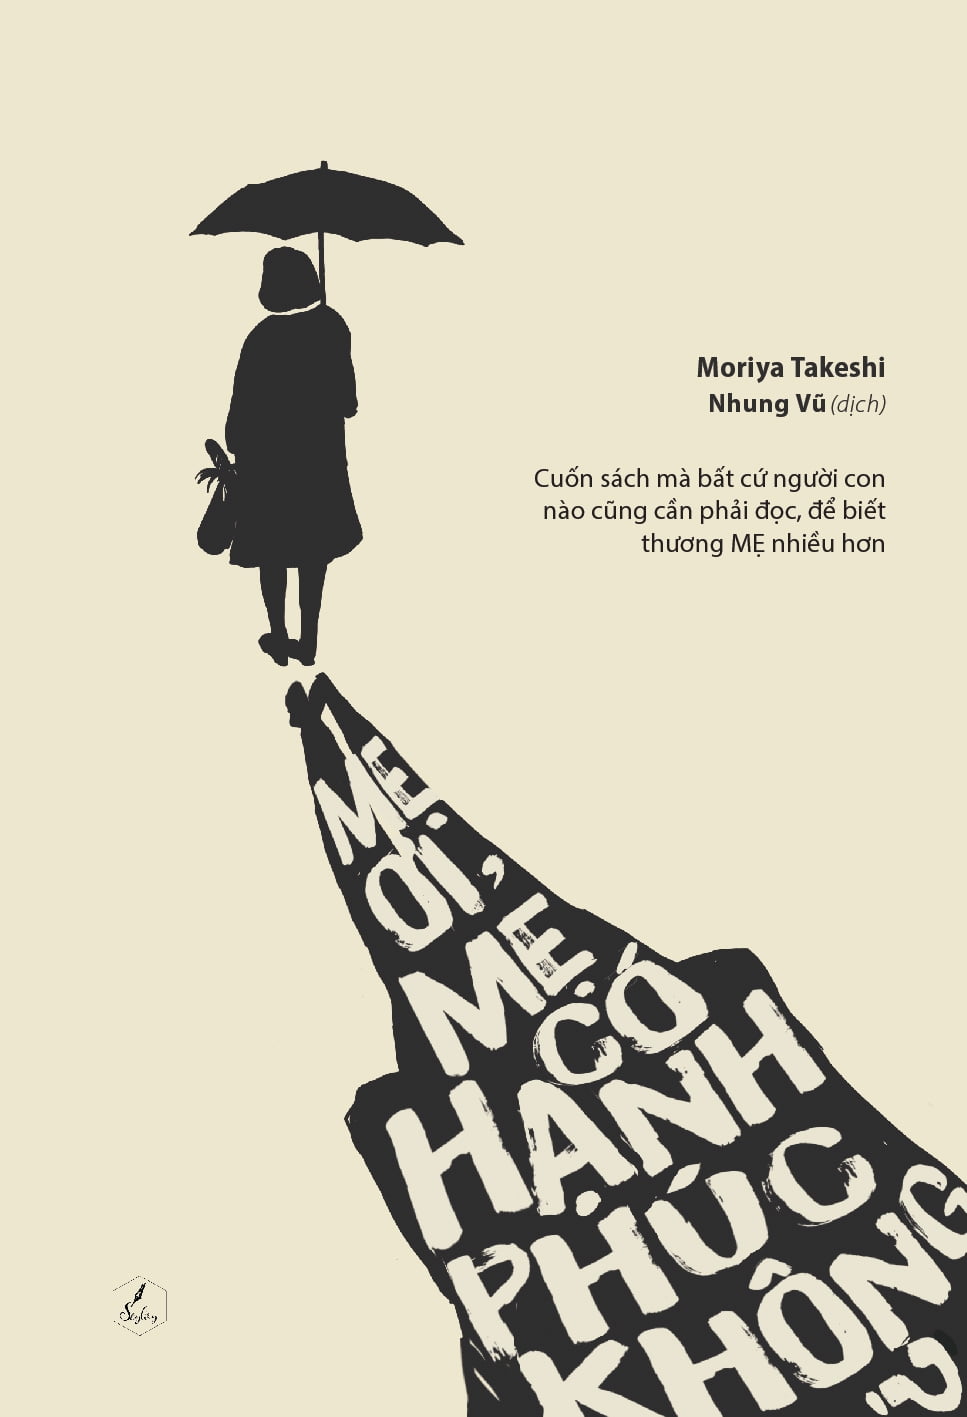 Moriya Takeshi
Nhung Vũ (dịch)
Cuốn sách mà bất cứ người con
nào cũng cần phải đọc, để biết
thương MẸ nhiều hơn
MẸ
ƠI,
MẸ
CÓ
HẠNH
PHÚC
KHÔNG
?
Skybay